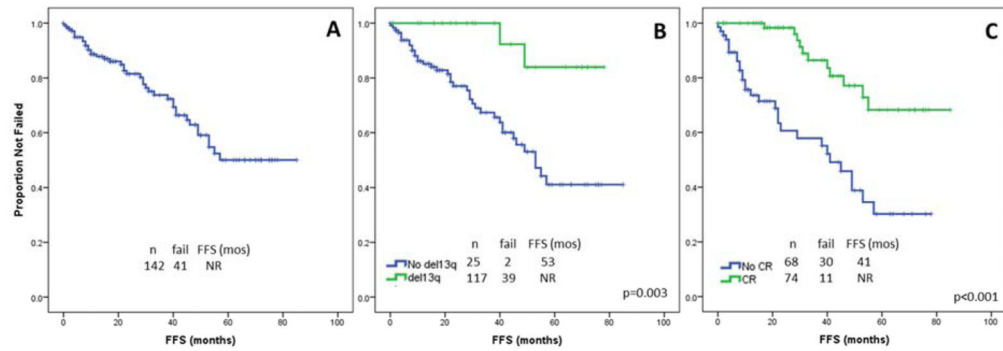 A
B
C
Proportion Not Failed
1.0
0.8
0.6
0.4
0.2
0.0
n fail FFS (mos)
142 41 NR
0 20 40 60 80 100
FFS (months)
1.0
0.8
0.6
0.4
0.2
0.0
n fail FFS (mos)
No del13q 25 2 53
del13q 117 39 NR
p=0.003
0 20 40 60 80 100
FFS (months)
1.0
0.8
0.6
0.4
0.2
0.0
n fail FFS (mos)
No CR 68 30 41
CR 74 11 NR
p<0.001
0 20 40 60 80 100
FFS (months)